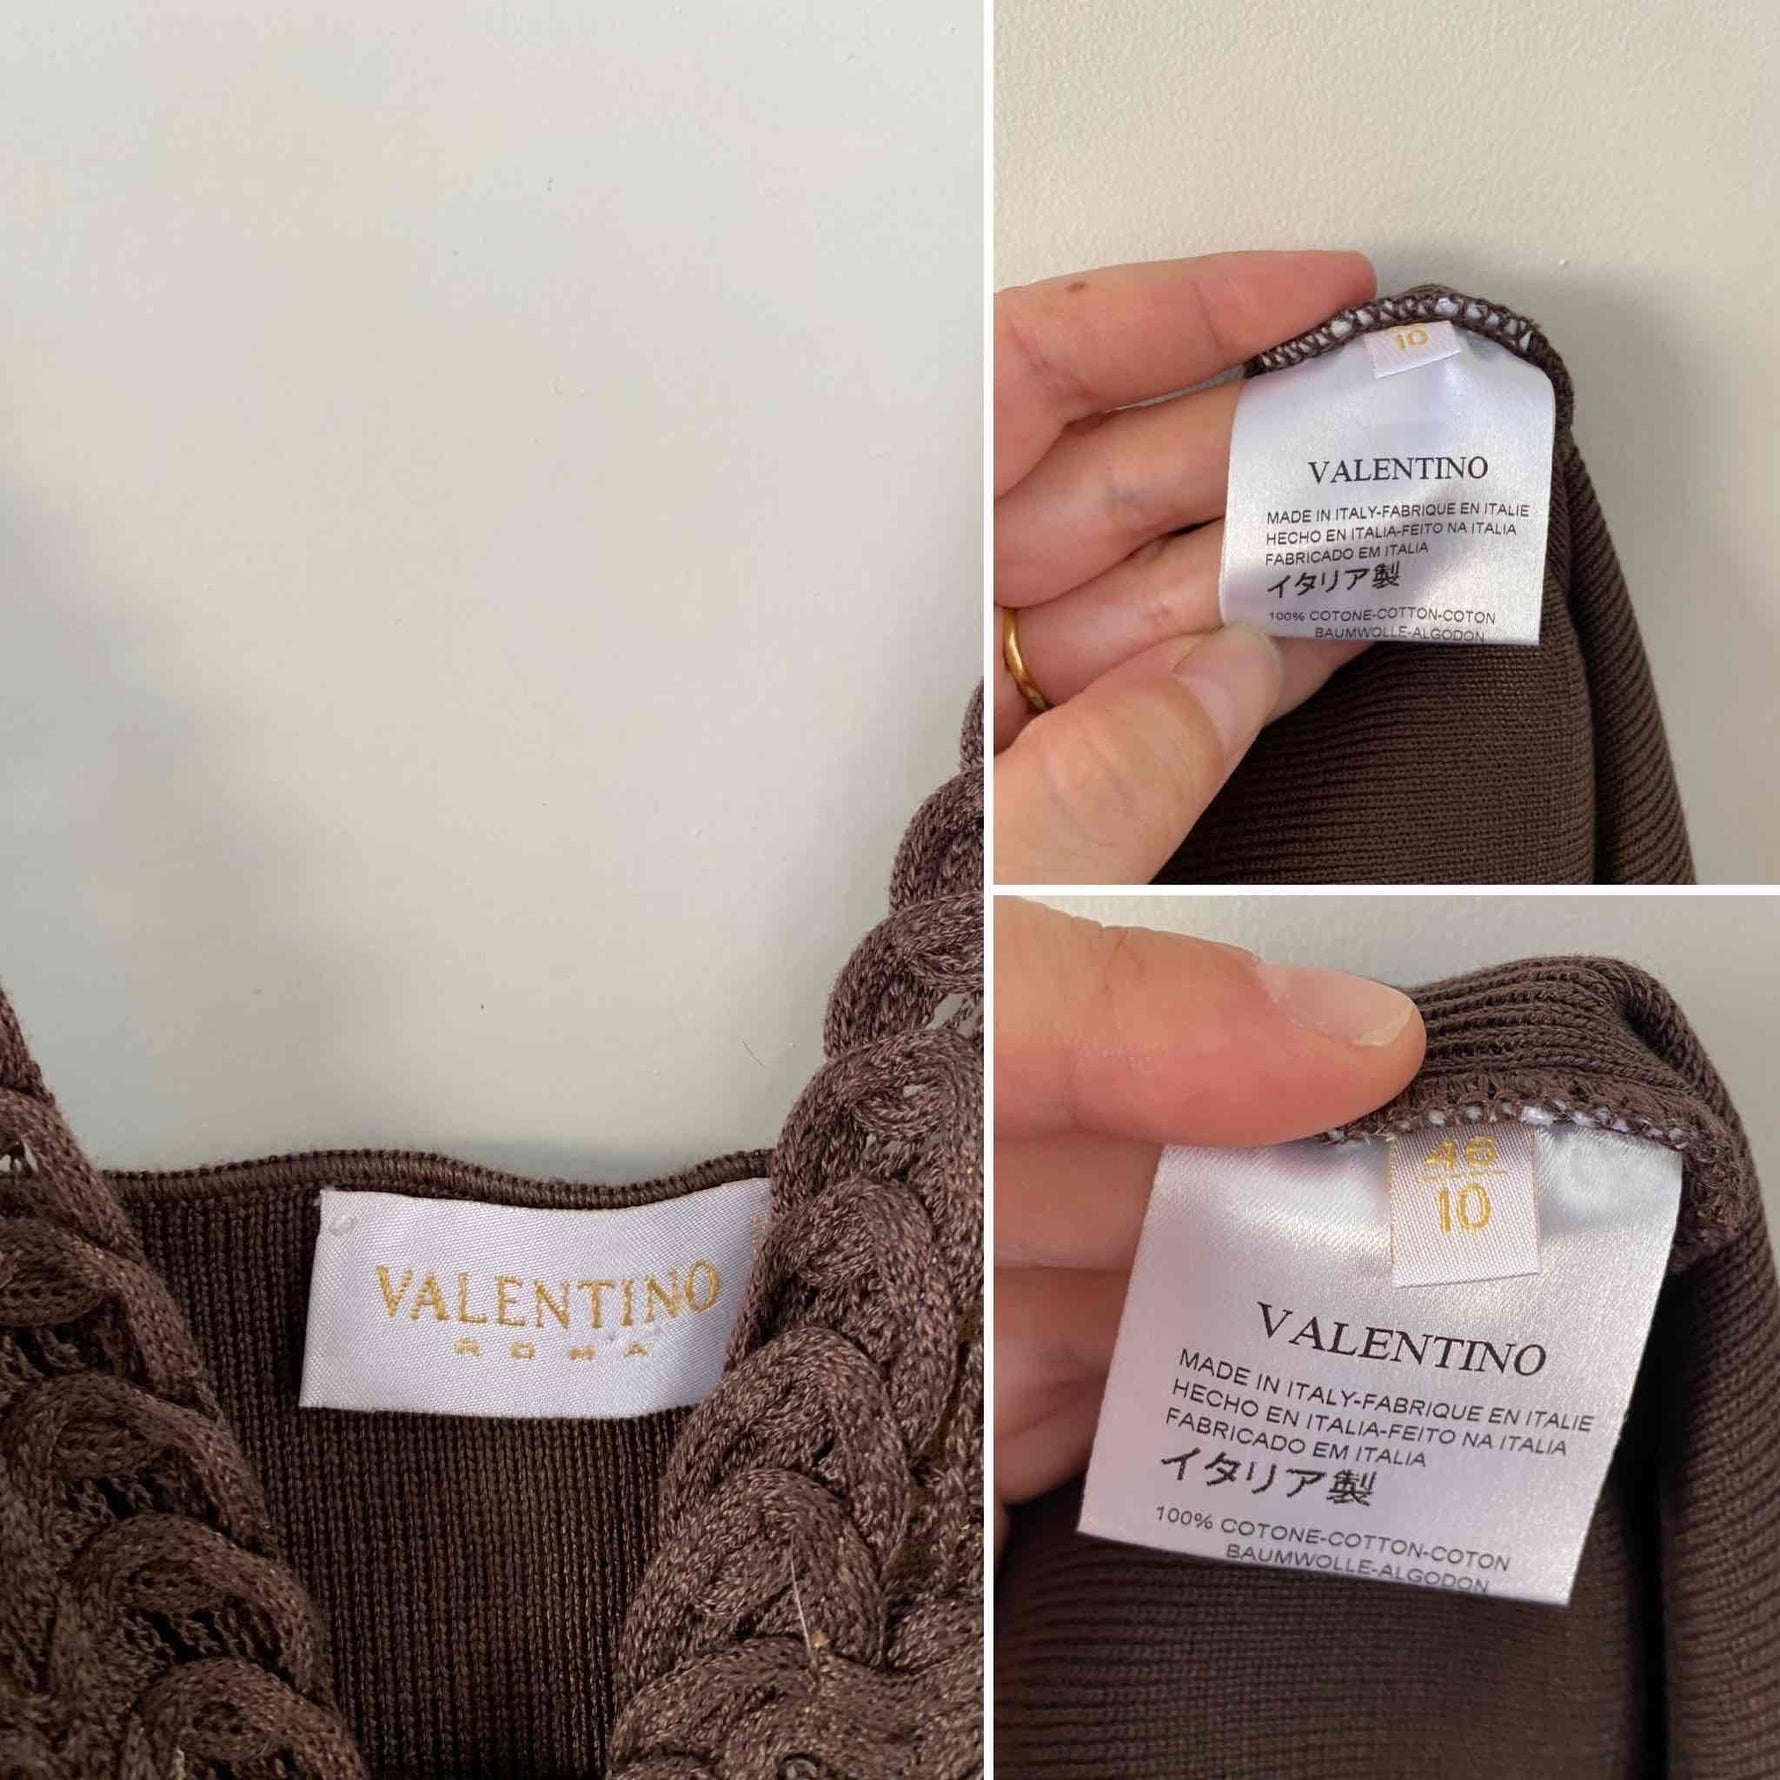 VALENTINO
ROMA
10
VALENTINO
MADE IN ITALY-FABRIQUE EN ITALIE
HECHO EN ITALIA-FEITO NA ITALIA
FABRICADO EM ITALIA
イタリア製
100% COTONE-COTTON-COTON
BAUMWOLLE-ALGODON
46
10
VALENTINO
MADE IN ITALY-FABRIQUE EN ITALIE
HECHO EN ITALIA-FEITO NA ITALIA
FABRICADO EM ITALIA
イタリア製
100% COTONE-COTTON-COTON
BAUMWOLLE-ALGODON